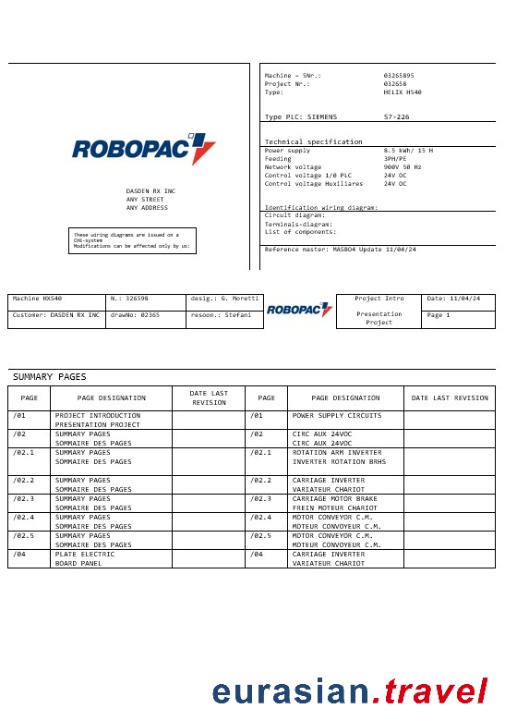 ROBOPAC
DASDEN RX INC
ANY STREET
ANY ADDRESS
These wiring diagrams are issued on a
CHG-system
Modifications can be affected only by us:
Machine – SNr.: 03265895
Project Nr.: 032658
Type: HELIX H540
Type PLC: SIEMENS S7-226
Technical specification
Power supply 8.5 kWh/ 15 H
Feeding 3PH/PE
Network voltage 900V 50 Hz
Control voltage 1/0 PLC 24V OC
Control voltage Huxiliares 24V OC
Identification wiring diagram:
Circuit diagram:
Terminals-diagram:
List of components:
Reference master: MASB04 Update 11/04/24
Machine HX540 N.: 326598 desig.: G. Moretti ROBOPAC Project Intro Date: 11/04/24
Customer: DASDEN RX INC drawNo: 02365 resoon.: Stefani Presentation Page 1
Project
SUMMARY PAGES
PAGE PAGE DESIGNATION DATE LAST REVISION PAGE PAGE DESIGNATION DATE LAST REVISION
/01 PROJECT INTRODUCTION /01 POWER SUPPLY CIRCUITS
PRESENTATION PROJECT
/02 SUMMARY PAGES /02 CIRC AUX 24VOC
SOMMAIRE DES PAGES CIRC AUX 24VOC
/02.1 SUMMARY PAGES /02.1 ROTATION ARM INVERTER
SOMMAIRE DES PAGES INVERTER ROTATION BRHS
/02.2 SUMMARY PAGES /02.2 CARRIAGE INVERTER
SOMMAIRE DES PAGES VARIATEUR CHARIOT
/02.3 SUMMARY PAGES /02.3 CARRIAGE MOTOR BRAKE
SOMMAIRE DES PAGES FREIN MOTEUR CHARIOT
/02.4 SUMMARY PAGES /02.4 MOTOR CONVEYOR C.M.
SOMMAIRE DES PAGES MOTEUR CONVOYEUR C.M.
/02.5 SUMMARY PAGES /02.5 MOTOR CONVEYOR C.M.
SOMMAIRE DES PAGES MOTEUR CONVOYEUR C.M.
/04 PLATE ELECTRIC /04 CARRIAGE INVERTER
BOARD PANEL VARIATEUR CHARIOT
eurasian.travel